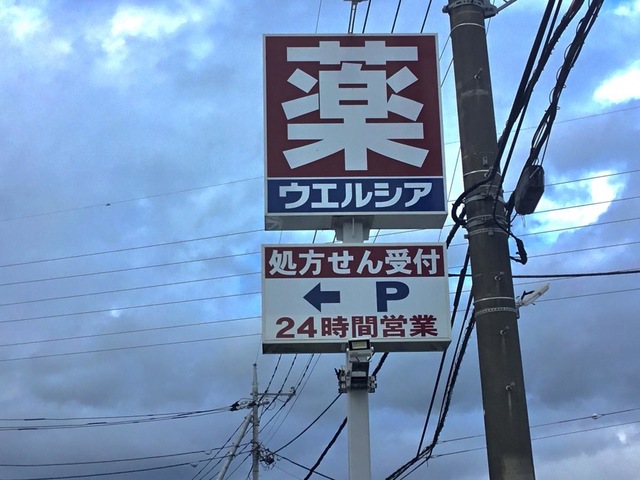 薬
ウエルシア
処方せん受付
← P
24時間営業